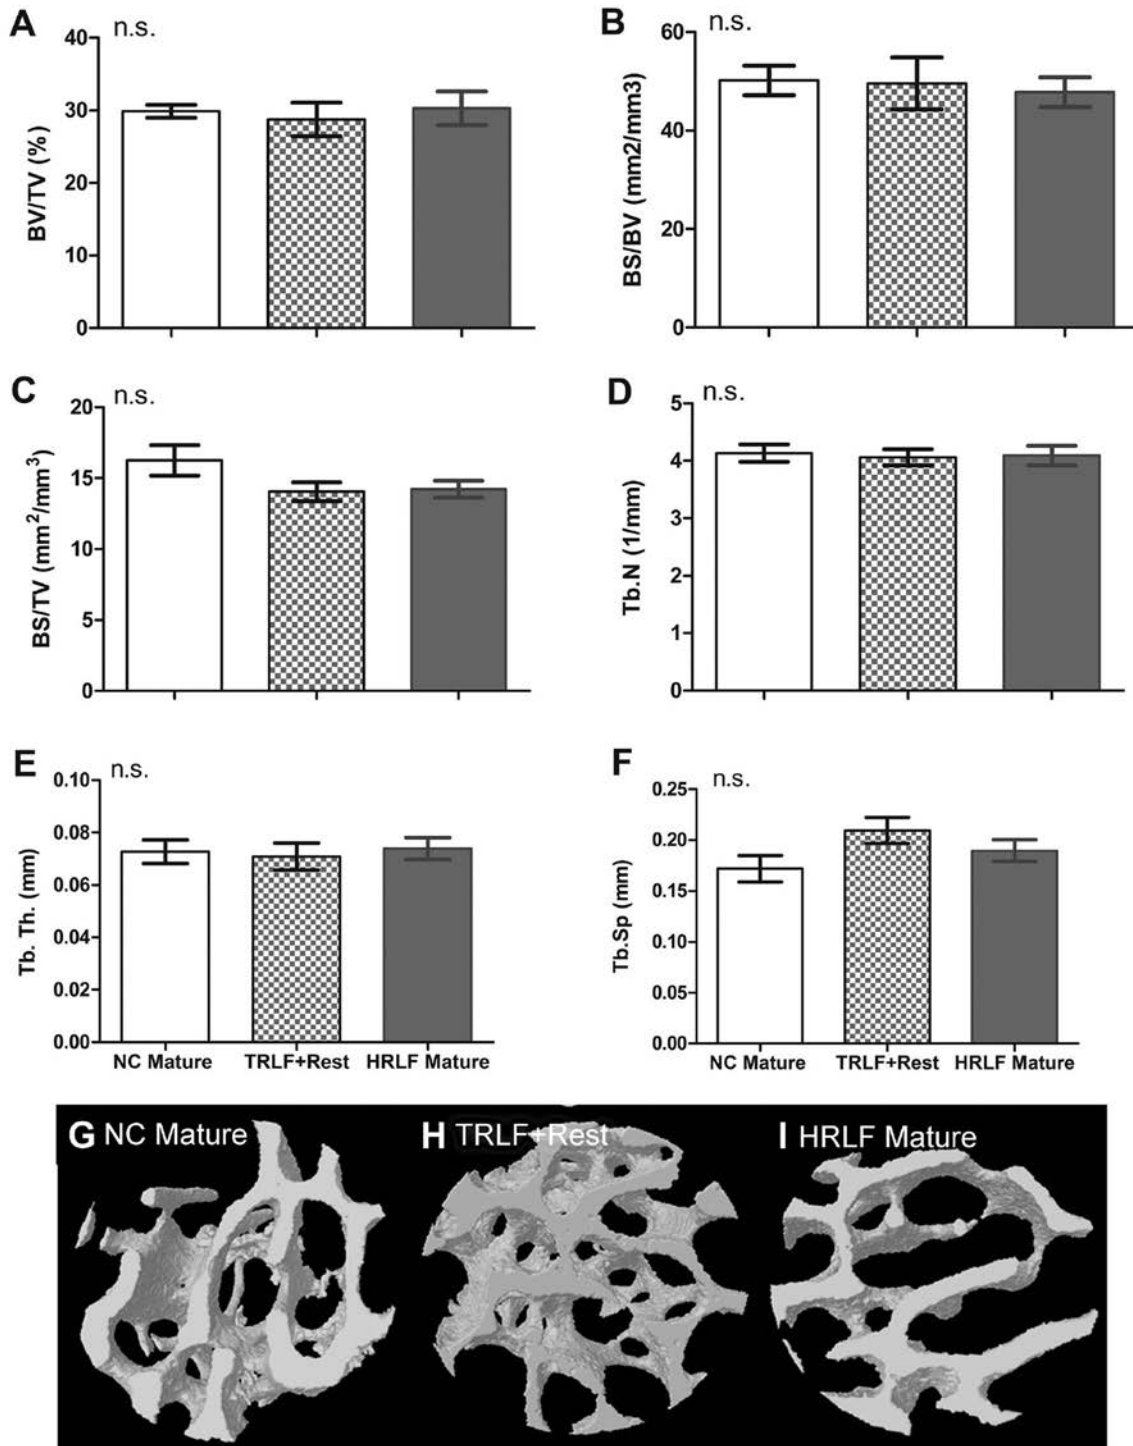 A
n.s.
40
30
20
10
0
BV/TV (%)
B
n.s.
60
40
20
0
BS/BV (mm2/mm3)
C
n.s.
20
15
10
5
0
BS/TV (mm²/mm³)
D
n.s.
5
4
3
2
1
0
Tb.N (1/mm)
E
n.s.
0.10
0.08
0.06
0.04
0.02
0.00
Tb. Th. (mm)
NC Mature TRLF+Rest HRLF Mature
F
n.s.
0.25
0.20
0.15
0.10
0.05
0.00
Tb.Sp (mm)
NC Mature TRLF+Rest HRLF Mature
G NC Mature
H TRLF+Rest
I HRLF Mature